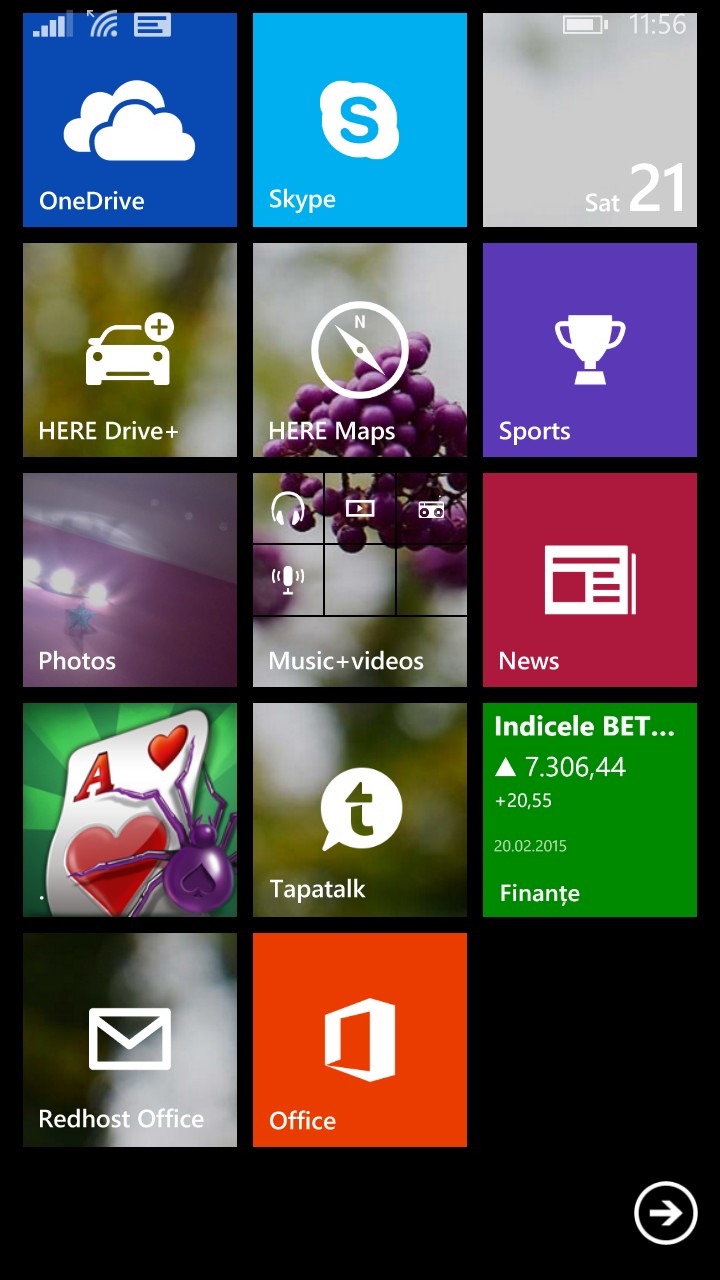 11:56
OneDrive
S
Skype
Sat 21
HERE Drive+
N
HERE Maps
Sports
Photos
Music+videos
News
A
t
Tapatalk
Indicele BET...
▲ 7.306,44
+20,55
20.02.2015
Finanțe
Redhost Office
Office